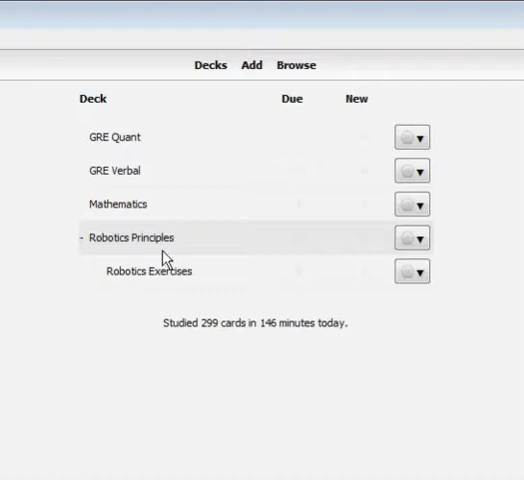 Decks Add Browse
Deck Due New
GRE Quant
GRE Verbal
Mathematics
- Robotics Principles
Robotics Exercises
Studied 299 cards in 146 minutes today.